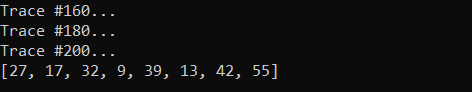 Trace #160...
Trace #180...
Trace #200...
[27, 17, 32, 9, 39, 13, 42, 55]